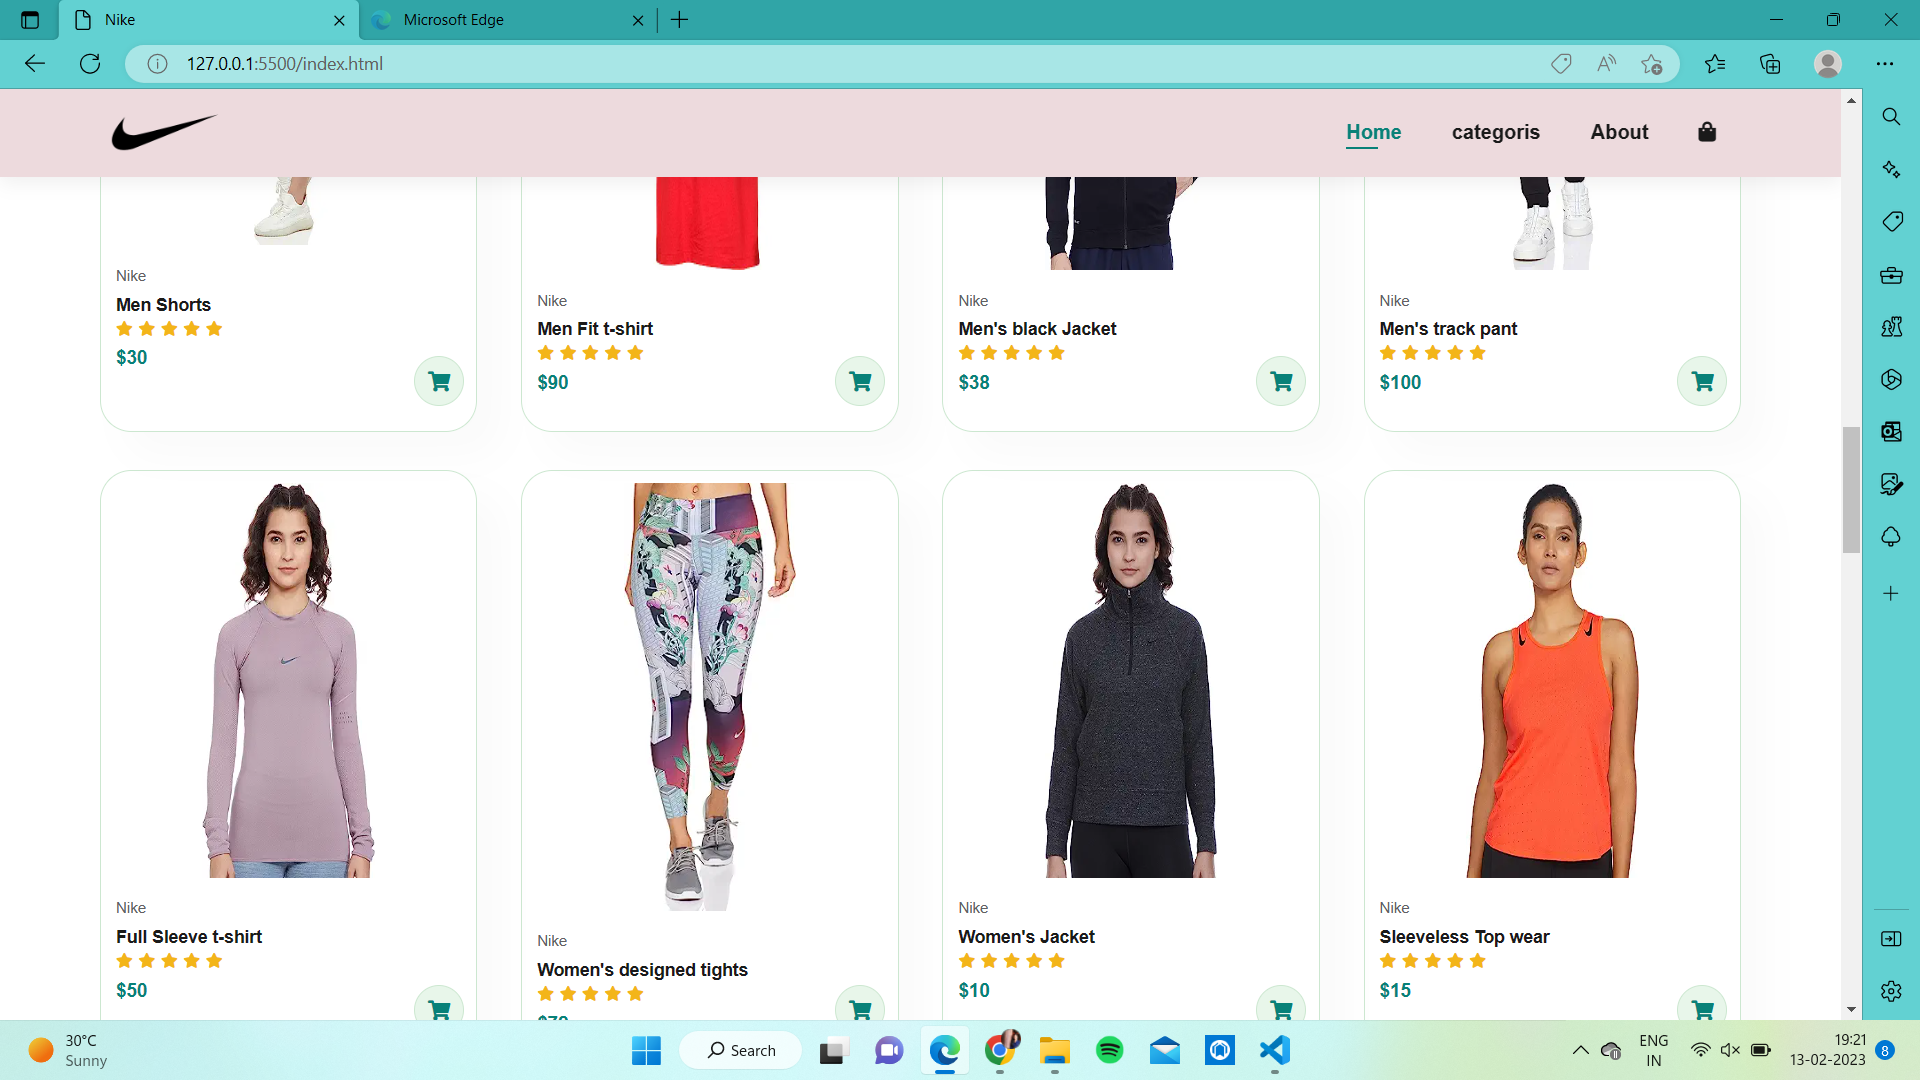 Nike
Microsoft Edge
127.0.0.1:5500/index.html
Home
categoris
About
Nike
Men Shorts
$30
Nike
Men Fit t-shirt
$90
Nike
Men's black Jacket
$38
Nike
Men's track pant
$100
Nike
Full Sleeve t-shirt
$50
Nike
Women's designed tights
Nike
Women's Jacket
$10
Nike
Sleeveless Top wear
$15
30°C
Sunny
Search
ENG
IN
19:21
13-02-2023
8